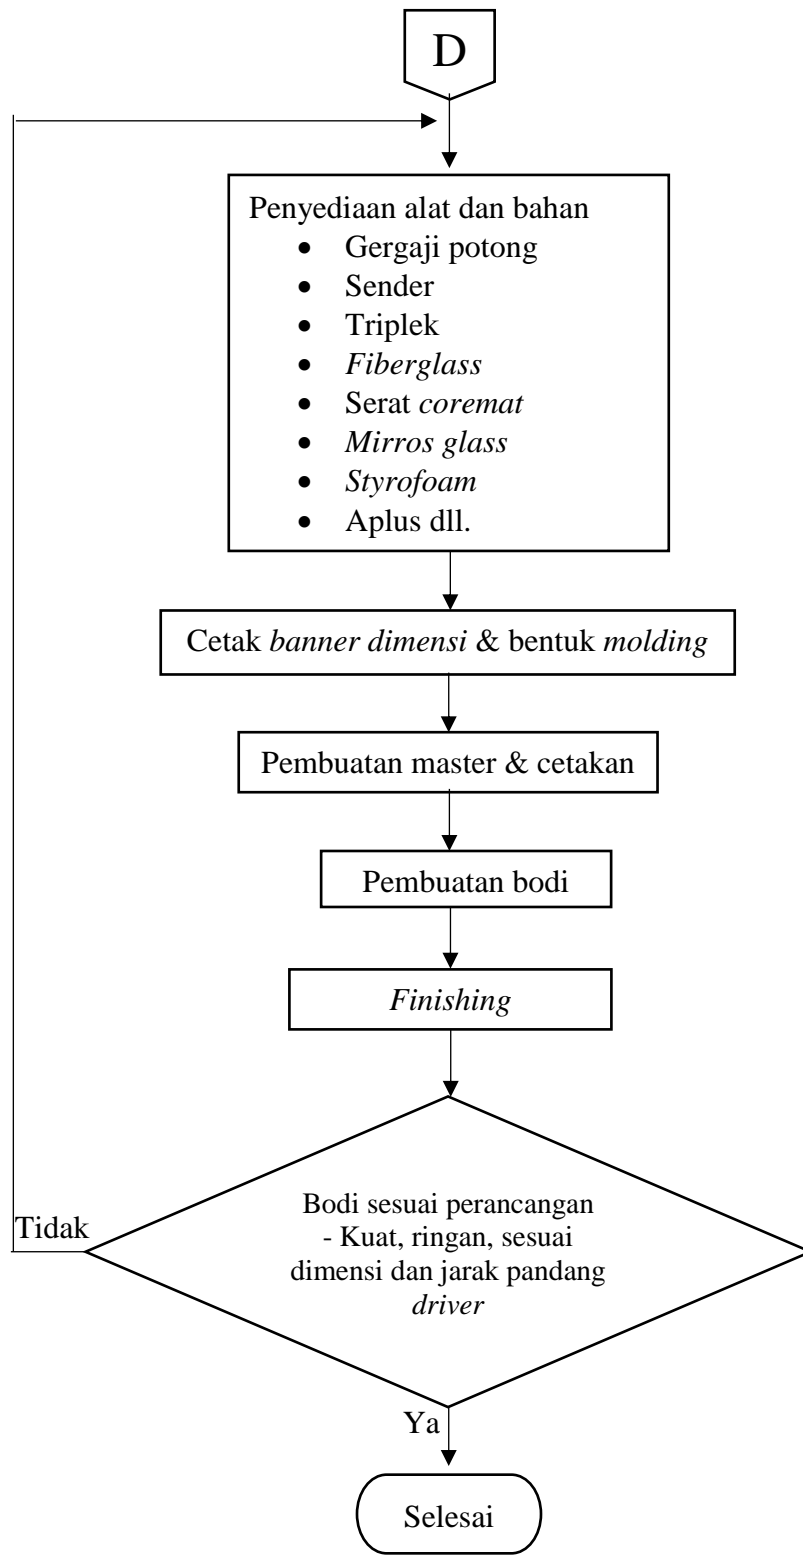 D
Penyediaan alat dan bahan
• Gergaji potong
• Sender
• Triplek
• Fiberglass
• Serat coremat
• Mirros glass
• Styrofoam
• Aplus dll.
Cetak banner dimensi & bentuk molding
Pembuatan master & cetakan
Pembuatan bodi
Finishing
Bodi sesuai perancangan
- Kuat, ringan, sesuai
dimensi dan jarak pandang
driver
Tidak
Ya
Selesai